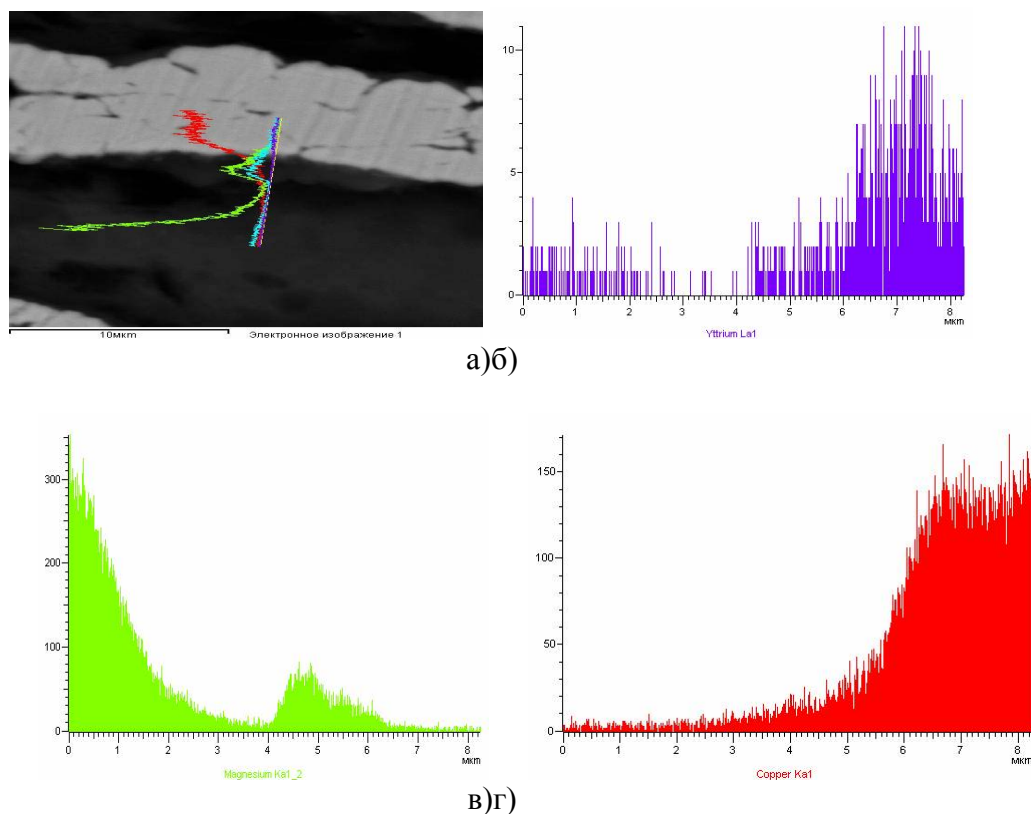 10мкm Электронное изображение 1
10
5
0
0 1 2 3 4 5 6 7 8
мкm
Yttrium La1
а)б)
300
200
100
0
0 1 2 3 4 5 6 7 8
мкm
Magnesium Ka1_2
150
100
50
0
0 1 2 3 4 5 6 7 8
мкm
Copper Ka1
в)г)